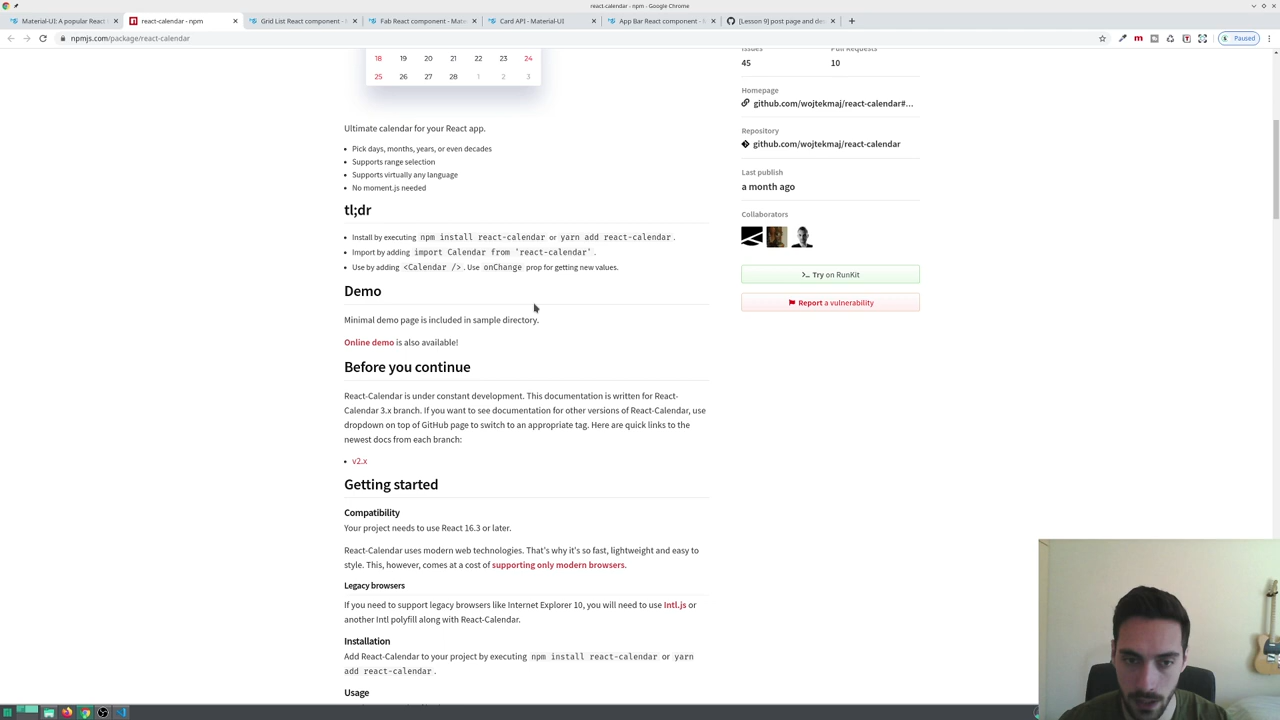 react-calendar - npm - Google Chrome
Material-UI: A popular React
react-calendar - npm
Grid List React component -
Fab React component - Mate
Card API - Material-UI
App Bar React component -
[Lesson 9] post page and de
npmjs.com/package/react-calendar
Paused
18 19 20 21 22 23 24
25 26 27 28 1 2 3
Ultimate calendar for your React app.
Pick days, months, years, or even decades
Supports range selection
Supports virtually any language
No moment.js needed
tl;dr
Install by executing npm install react-calendar or yarn add react-calendar .
Import by adding import Calendar from 'react-calendar' .
Use by adding <Calendar /> . Use onChange prop for getting new values.
Demo
Minimal demo page is included in sample directory.
Online demo is also available!
Before you continue
React-Calendar is under constant development. This documentation is written for React-
Calendar 3.x branch. If you want to see documentation for other versions of React-Calendar, use
dropdown on top of GitHub page to switch to an appropriate tag. Here are quick links to the
newest docs from each branch:
v2.x
Getting started
Compatibility
Your project needs to use React 16.3 or later.
React-Calendar uses modern web technologies. That's why it's so fast, lightweight and easy to
style. This, however, comes at a cost of supporting only modern browsers.
Legacy browsers
If you need to support legacy browsers like Internet Explorer 10, you will need to use Intl.js or
another Intl polyfill along with React-Calendar.
Installation
Add React-Calendar to your project by executing npm install react-calendar or yarn
add react-calendar .
Usage
Issues Pull Requests
45 10
Homepage
github.com/wojtekmaj/react-calendar#...
Repository
github.com/wojtekmaj/react-calendar
Last publish
a month ago
Collaborators
Try on RunKit
Report a vulnerability